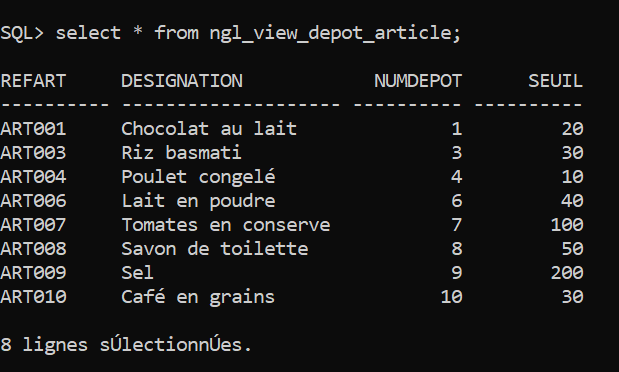 SQL> select * from ngl_view_depot_article;
REFART     DESIGNATION            NUMDEPOT      SEUIL
---------- -------------------- ---------- ----------
ART001     Chocolat au lait              1         20
ART003     Riz basmati                   3         30
ART004     Poulet congelé                4         10
ART006     Lait en poudre                6         40
ART007     Tomates en conserve           7        100
ART008     Savon de toilette             8         50
ART009     Sel                           9        200
ART010     Café en grains               10         30
8 lignes sÚlectionnÚes.